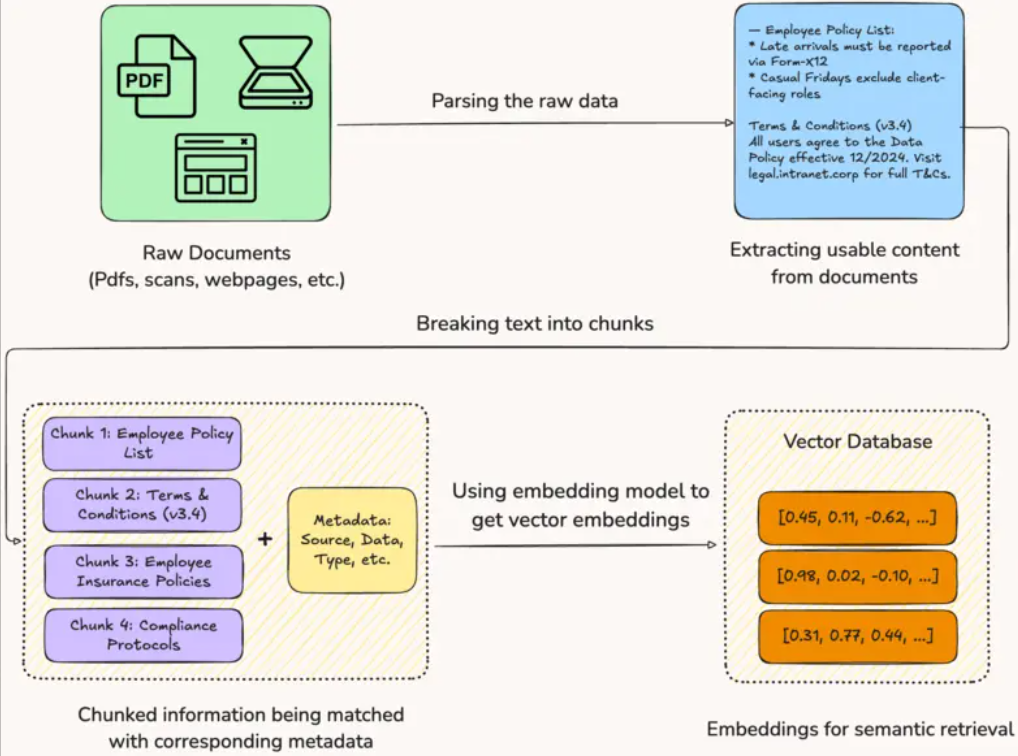 PDF
Raw Documents
(Pdfs, scans, webpages, etc.)
Parsing the raw data
— Employee Policy List:
* Late arrivals must be reported
via Form-X12
* Casual Fridays exclude client-
facing roles
Terms & Conditions (v3.4)
All users agree to the Data
Policy effective 12/2024. Visit
legal.intranet.corp for full T&Cs.
Extracting usable content
from documents
Breaking text into chunks
Chunk 1: Employee Policy
List
Chunk 2: Terms &
Conditions (v3.4)
Chunk 3: Employee
Insurance Policies
Chunk 4: Compliance
Protocols
+
Metadata:
Source, Data,
Type, etc.
Chunked information being matched
with corresponding metadata
Using embedding model to
get vector embeddings
Vector Database
[0.45, 0.11, -0.62, ...]
[0.98, 0.02, -0.10, ...]
[0.31, 0.77, 0.44, ...]
Embeddings for semantic retrieval